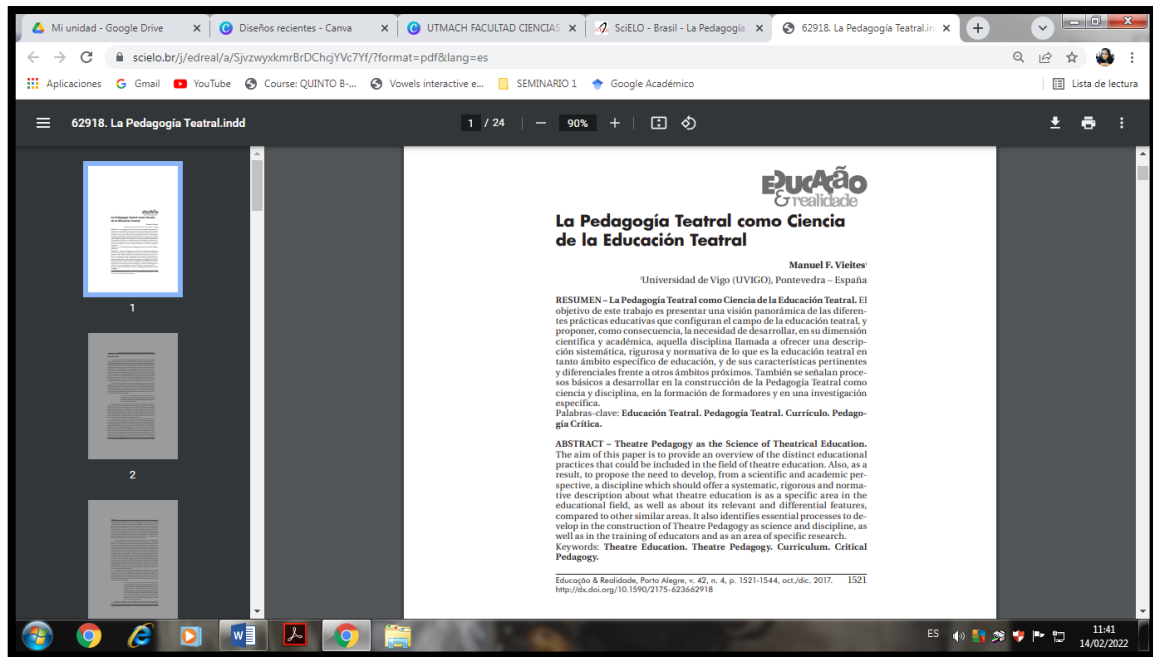 Mi unidad - Google Drive
Diseños recientes - Canva
UTMACH FACULTAD CIENCIAS
SciELO - Brasil - La Pedagogía
62918. La Pedagogía Teatral.in
scielo.br/j/edreal/a/SjvzwyxkmrBrDChcjYVc7Yf/?format=pdf&lang=es
Aplicaciones Gmail YouTube Course: QUINTO B-... Vowels interactive e... SEMINARIO 1 Google Académico Lista de lectura
62918. La Pedagogía Teatral.indd 1 / 24 90%
EDUCAÇÃO
& realidade
La Pedagogía Teatral como Ciencia
de la Educación Teatral
Manuel F. Vieites
Universidad de Vigo (UVIGO), Pontevedra – España
RESUMEN – La Pedagogía Teatral como Ciencia de la Educación Teatral. El
objetivo de este trabajo es presentar una visión panorámica de las diferen-
tes prácticas educativas que configuran el campo de la educación teatral, y
proponer, como consecuencia, la necesidad de desarrollar, en su dimensión
científica y académica, aquella disciplina llamada a ofrecer una descrip-
ción sistemática, rigurosa y normativa de lo que es la educación teatral en
tanto ámbito específico de educación, y de sus características pertinentes
y diferenciales frente a otros ámbitos próximos. También se señalan proce-
sos básicos a desarrollar en la construcción de la Pedagogía Teatral como
ciencia y disciplina, en la formación de formadores y en una investigación
específica.
Palabras-clave: Educación Teatral. Pedagogía Teatral. Currículo. Pedago-
gía Crítica.
ABSTRACT – Theatre Pedagogy as the Science of Theatrical Education.
The aim of this paper is to provide an overview of the distinct educational
practices that could be included in the field of theatre education. Also, as a
result, to propose the need to develop, from a scientific and academic per-
spective, a discipline which should offer a systematic, rigorous and norma-
tive description about what theatre education is as a specific area in the
educational field, as well as about its relevant and differential features,
compared to other similar areas. It also identifies essential processes to de-
velop in the construction of Theatre Pedagogy as science and discipline, as
well as in the training of educators and as an area of specific research.
Keywords: Theatre Education. Theatre Pedagogy. Curriculum. Critical
Pedagogy.
Educação & Realidade, Porto Alegre, v. 42, n. 4, p. 1521-1544, oct./dic. 2017. 1521
http://dx.doi.org/10.1590/2175-623662918
1
2
ES 11:41
14/02/2022